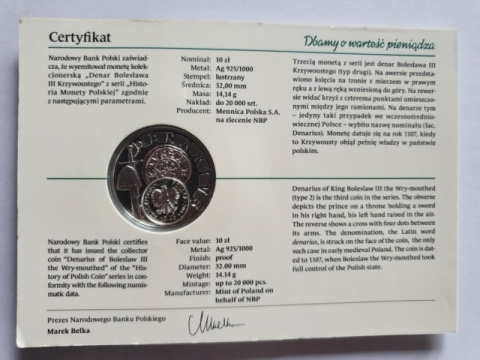 Certyfikat
Dbamy o wartość pieniądza
Narodowy Bank Polski zaświad-
cza, że wyemitował monetę kolek-
cjonerską „Denar Bolesława
III Krzywoustego” z serii „Histo-
ria Monety Polskiej” zgodnie
z następującymi parametrami.
Nominał: 10 zł
Metal: Ag 925/1000
Stempel: lustrzany
Średnica: 32,00 mm
Masa: 14,14 g
Nakład: do 20 000 szt.
Producent: Mennica Polska S.A.
na zlecenie NBP
Trzecią monetą z serii jest denar Bolesława III
Krzywoustego (typ drugi). Na awersie przedsta-
wiono księcia na tronie z mieczem w prawym
ręku a z lewą ręką wzniesioną do góry. Na rewer-
sie widać krzyż z czterema punktami umieszczo-
nymi między jego ramionami. Na denarze tym
– jedyny taki przypadek we wczesnośrednio-
wiecznej Polsce – wybito nazwę nominału (łac.
Denarius). Monetę datuje się na rok 1107, kiedy
to Krzywousty objął pełnię władzy w państwie
polskim.
DENARIVS
Narodowy Bank Polski certifies
that it has issued the collector
coin “Denarius of Boleslaw III
the Wry-mouthed” of the “His-
tory of Polish Coin” series in con-
formity with the following numis-
matic data.
Face value: 10 zł
Metal: Ag 925/1000
Finish: proof
Diameter: 32.00 mm
Weight: 14.14 g
Mintage: up to 20 000 pcs.
Manufacturer: Mint of Poland on
behalf of NBP
Denarius of King Boleslaw III the Wry-mouthed
(type 2) is the third coin in the series. The obverse
depicts the prince on a throne holding a sword
in his right hand, his left hand raised in the air.
The reverse shows a cross with four dots between
its arms. The denomination, the Latin word
denarius, is struck on the face of the coin, the only
such case in early medieval Poland. The coin is dat-
ed to 1107, when Boleslaw the Wry-mouthed took
full control of the Polish state.
Prezes Narodowego Banku Polskiego
Marek Belka